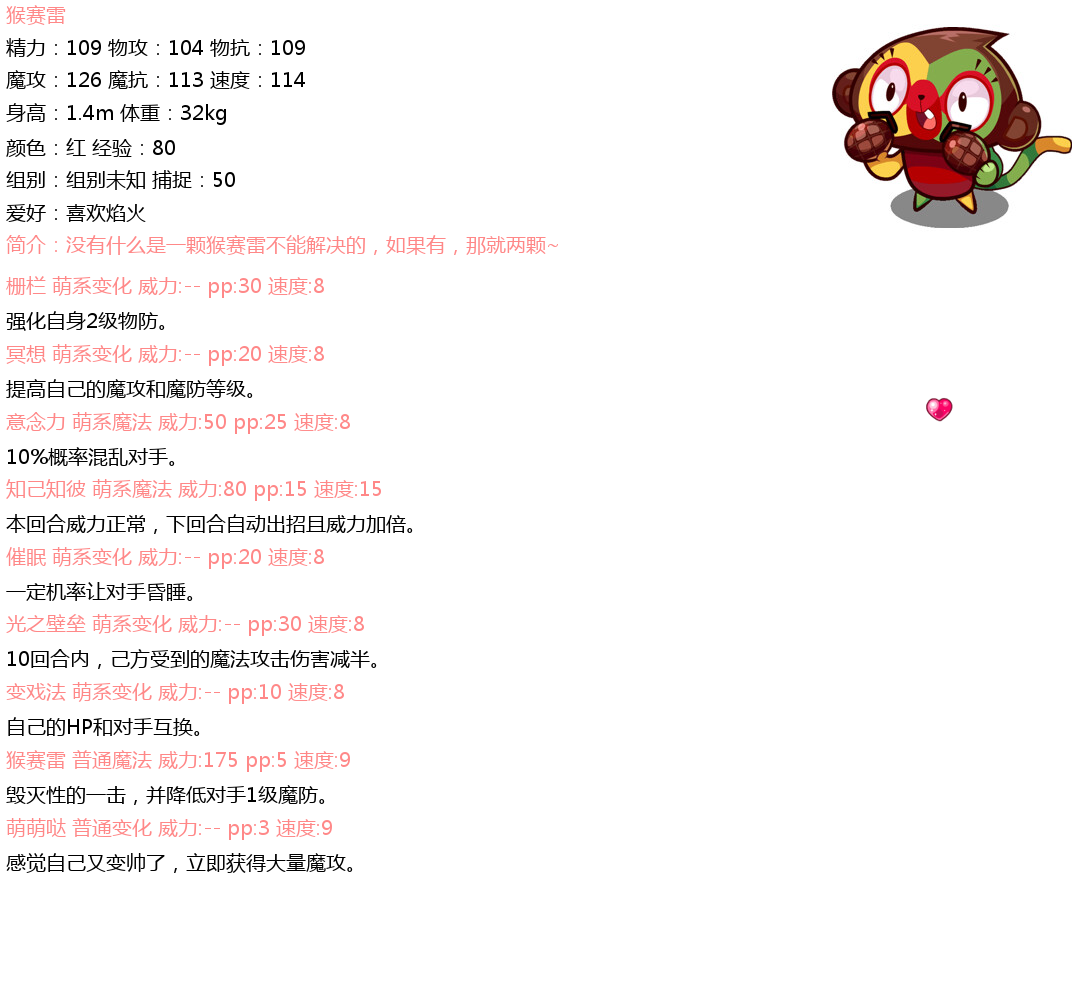 猴赛雷
精力：109 物攻：104 物抗：109
魔攻：126 魔抗：113 速度：114
身高：1.4m 体重：32kg
颜色：红 经验：80
组别：组别未知 捕捉：50
爱好：喜欢焰火
简介：没有什么是一颗猴赛雷不能解决的，如果有，那就两颗~
栅栏 萌系变化 威力:-- pp:30 速度:8
强化自身2级物防。
冥想 萌系变化 威力:-- pp:20 速度:8
提高自己的魔攻和魔防等级。
意念力 萌系魔法 威力:50 pp:25 速度:8
10%概率混乱对手。
知己知彼 萌系魔法 威力:80 pp:15 速度:15
本回合威力正常，下回合自动出招且威力加倍。
催眠 萌系变化 威力:-- pp:20 速度:8
一定机率让对手昏睡。
光之壁垒 萌系变化 威力:-- pp:30 速度:8
10回合内，己方受到的魔法攻击伤害减半。
变戏法 萌系变化 威力:-- pp:10 速度:8
自己的HP和对手互换。
猴赛雷 普通魔法 威力:175 pp:5 速度:9
毁灭性的一击，并降低对手1级魔防。
萌萌哒 普通变化 威力:-- pp:3 速度:9
感觉自己又变帅了，立即获得大量魔攻。